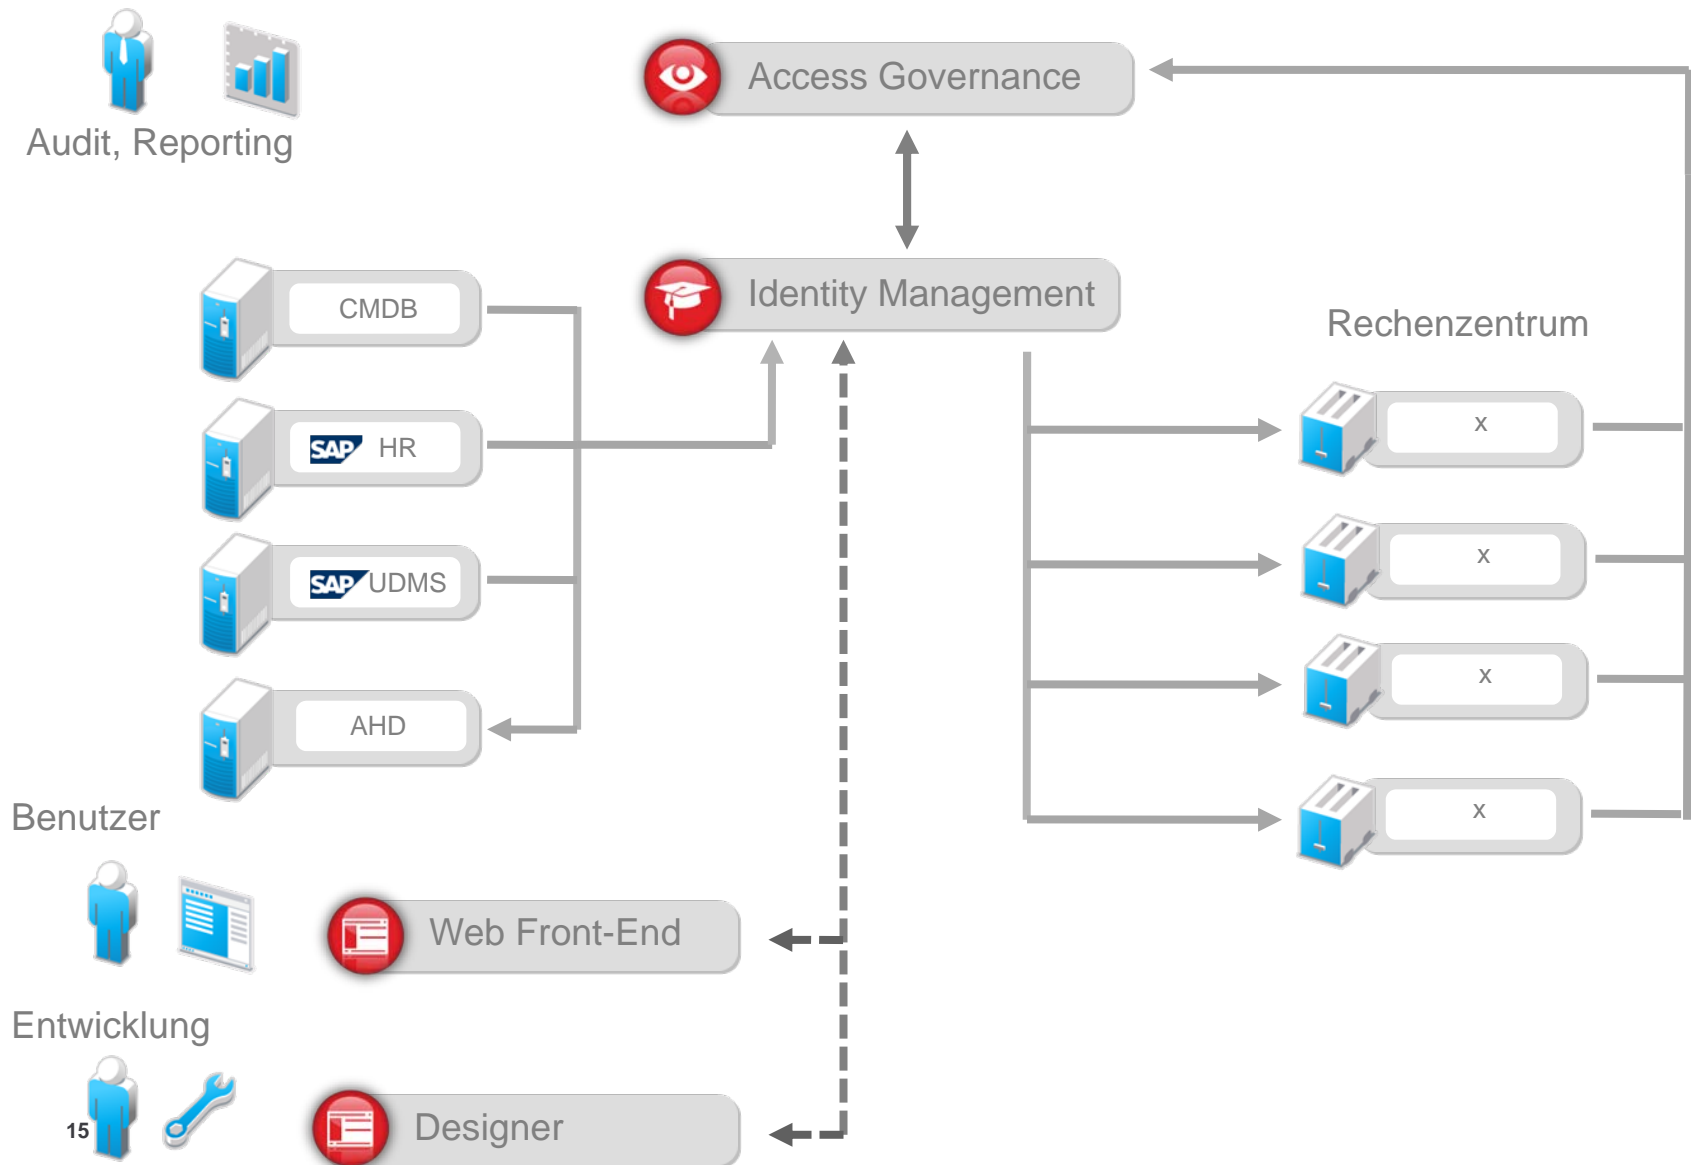 Access Governance
Audit, Reporting
Identity Management
CMDB
Rechenzentrum
SAP HR
x
SAP UDMS
x
x
AHD
x
Benutzer
Web Front-End
Entwicklung
Designer
15